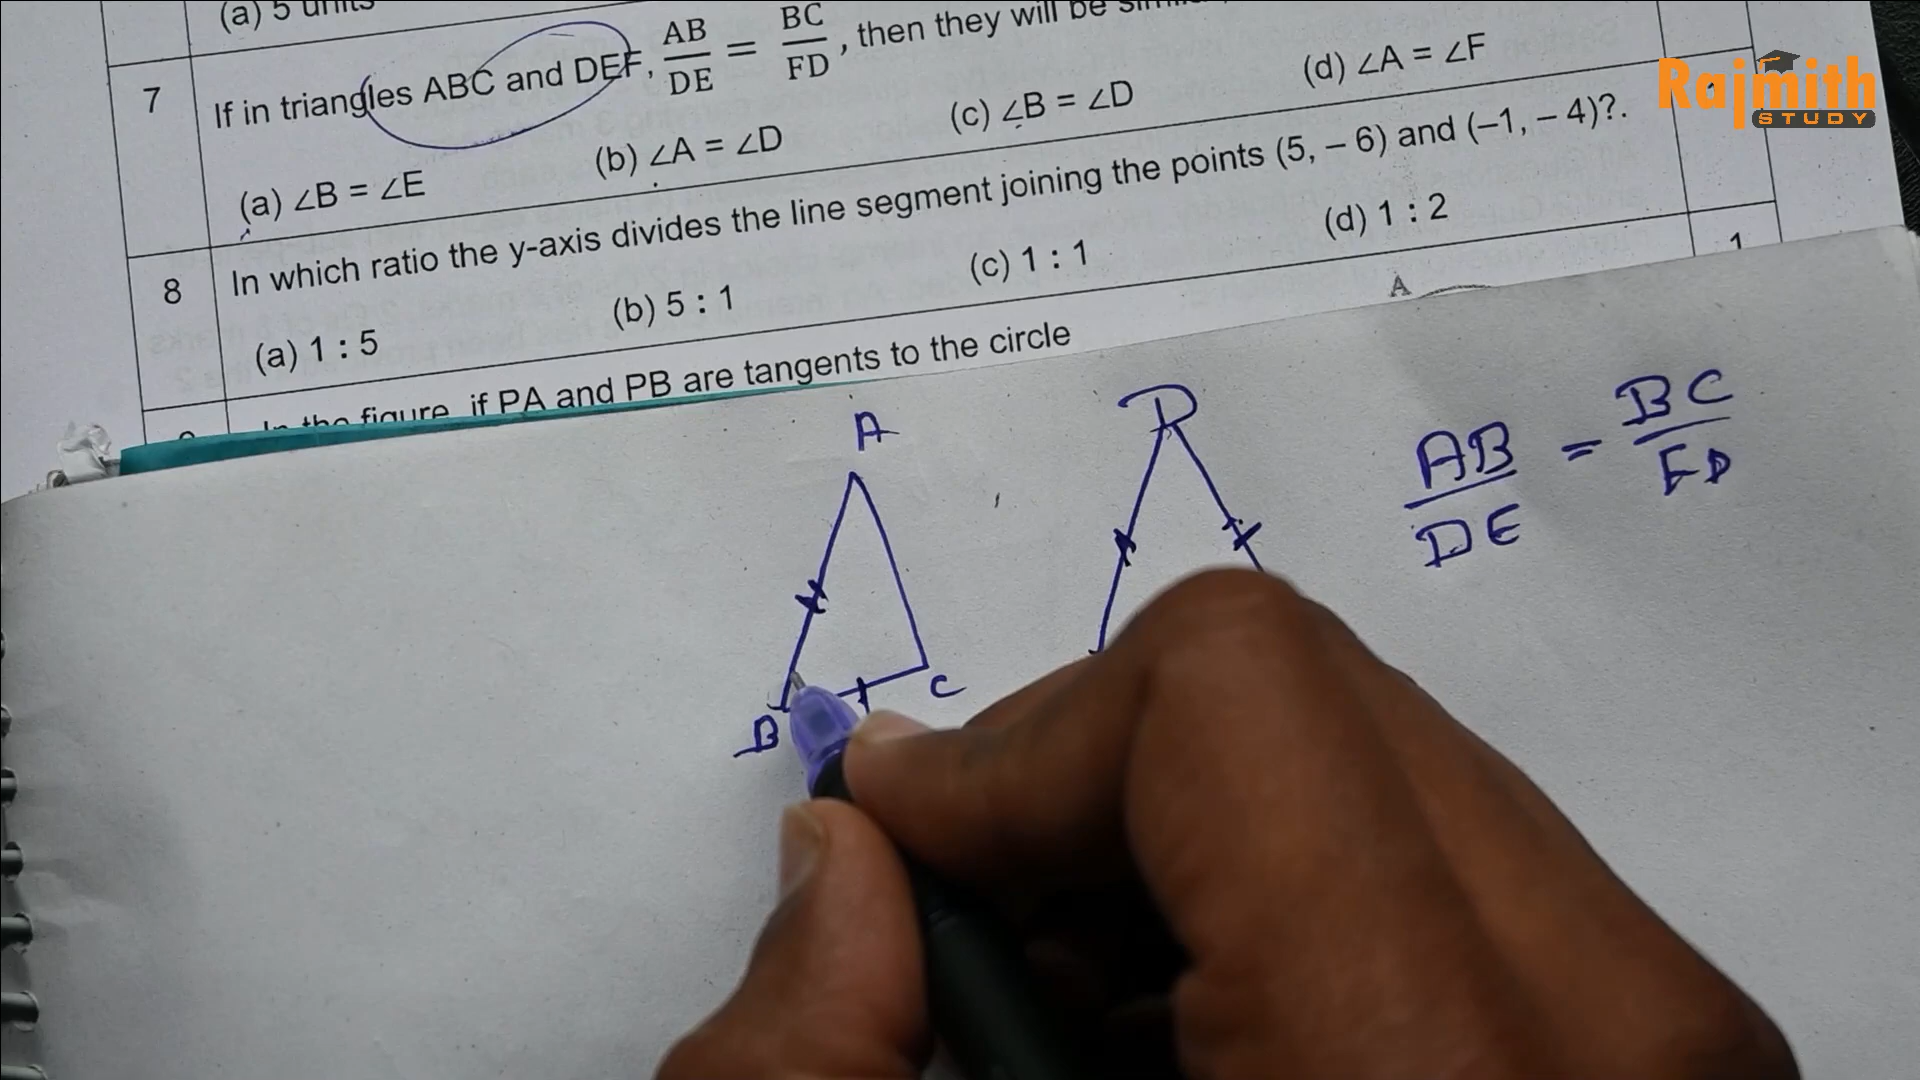 (a) 5 units
7 If in triangles ABC and DEF, AB/DE = BC/FD, then they will be
(a) ∠B = ∠E (b) ∠A = ∠D (c) ∠B = ∠D (d) ∠A = ∠F
8 In which ratio the y-axis divides the line segment joining the points (5, – 6) and (–1, – 4)?.
(a) 1 : 5 (b) 5 : 1 (c) 1 : 1 (d) 1 : 2
1
In the figure, if PA and PB are tangents to the circle
A
A
B
C
D
AB/DE = BC/FD
Rajmith
STUDY